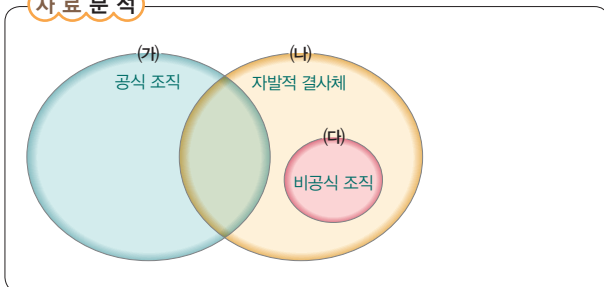 자료분석
(가)
공식 조직
(나)
자발적 결사체
(다)
비공식 조직